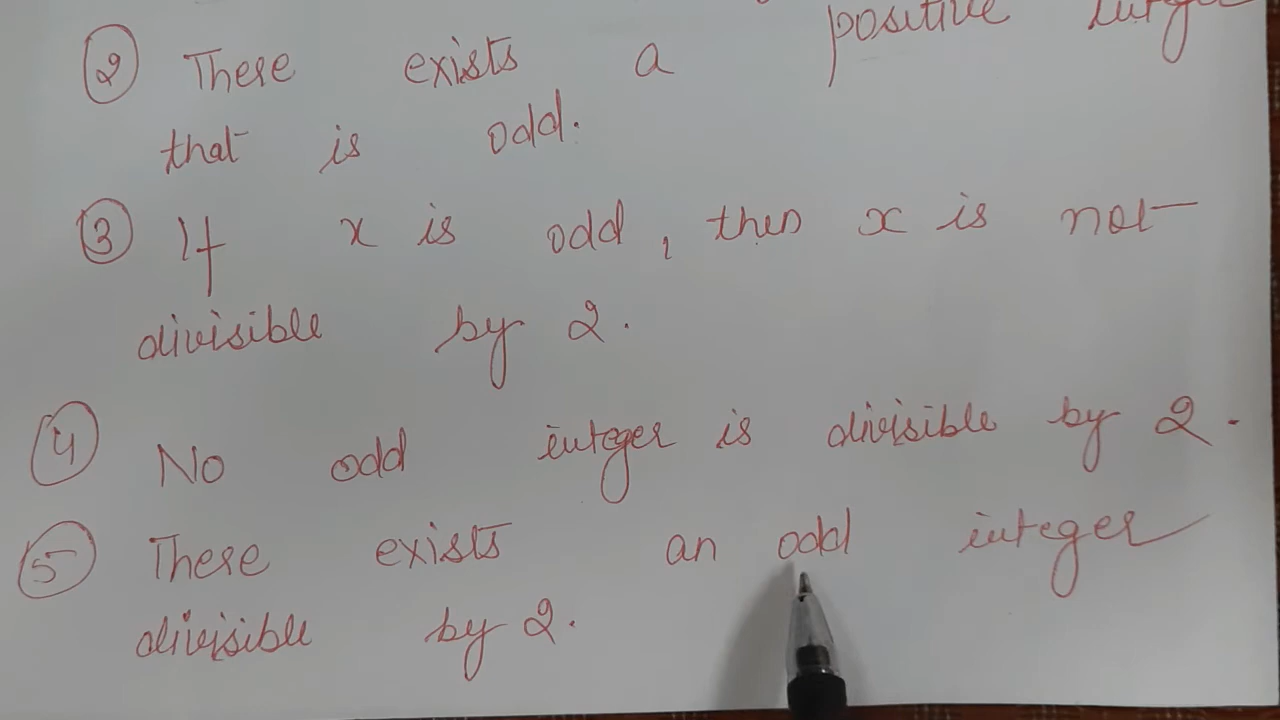 ② There exists a positive
that is odd.
③ If x is odd, then x is not
divisible by 2.
④ No odd integer is divisible by 2.
⑤ There exists an odd integer
divisible by 2.